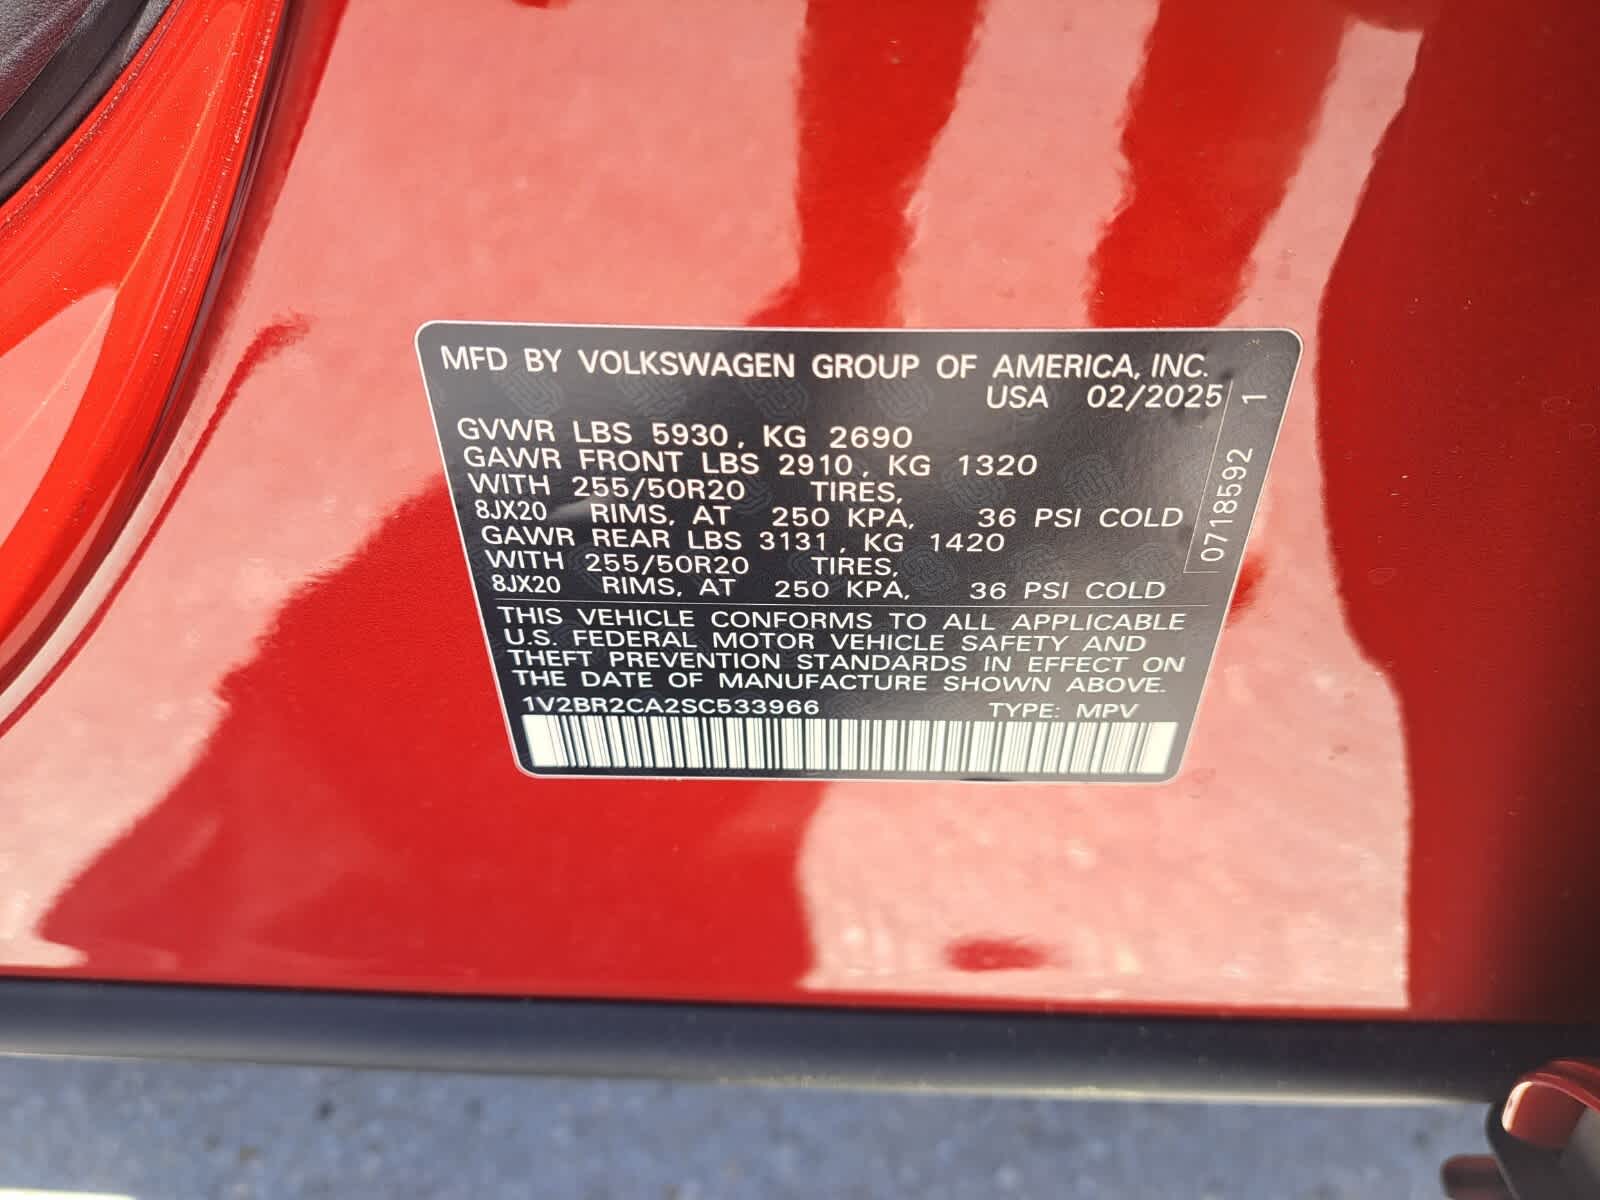 MFD BY VOLKSWAGEN GROUP OF AMERICA, INC.
USA 02/2025
GVWR LBS 5930, KG 2690
GAWR FRONT LBS 2910, KG 1320
WITH 255/50R20 TIRES,
8JX20 RIMS, AT 250 KPA, 36 PSI COLD
GAWR REAR LBS 3131, KG 1420
WITH 255/50R20 TIRES,
8JX20 RIMS, AT 250 KPA, 36 PSI COLD
0718592 1
THIS VEHICLE CONFORMS TO ALL APPLICABLE
U.S. FEDERAL MOTOR VEHICLE SAFETY AND
THEFT PREVENTION STANDARDS IN EFFECT ON
THE DATE OF MANUFACTURE SHOWN ABOVE.
1V2BR2CA2SC533966 TYPE: MPV